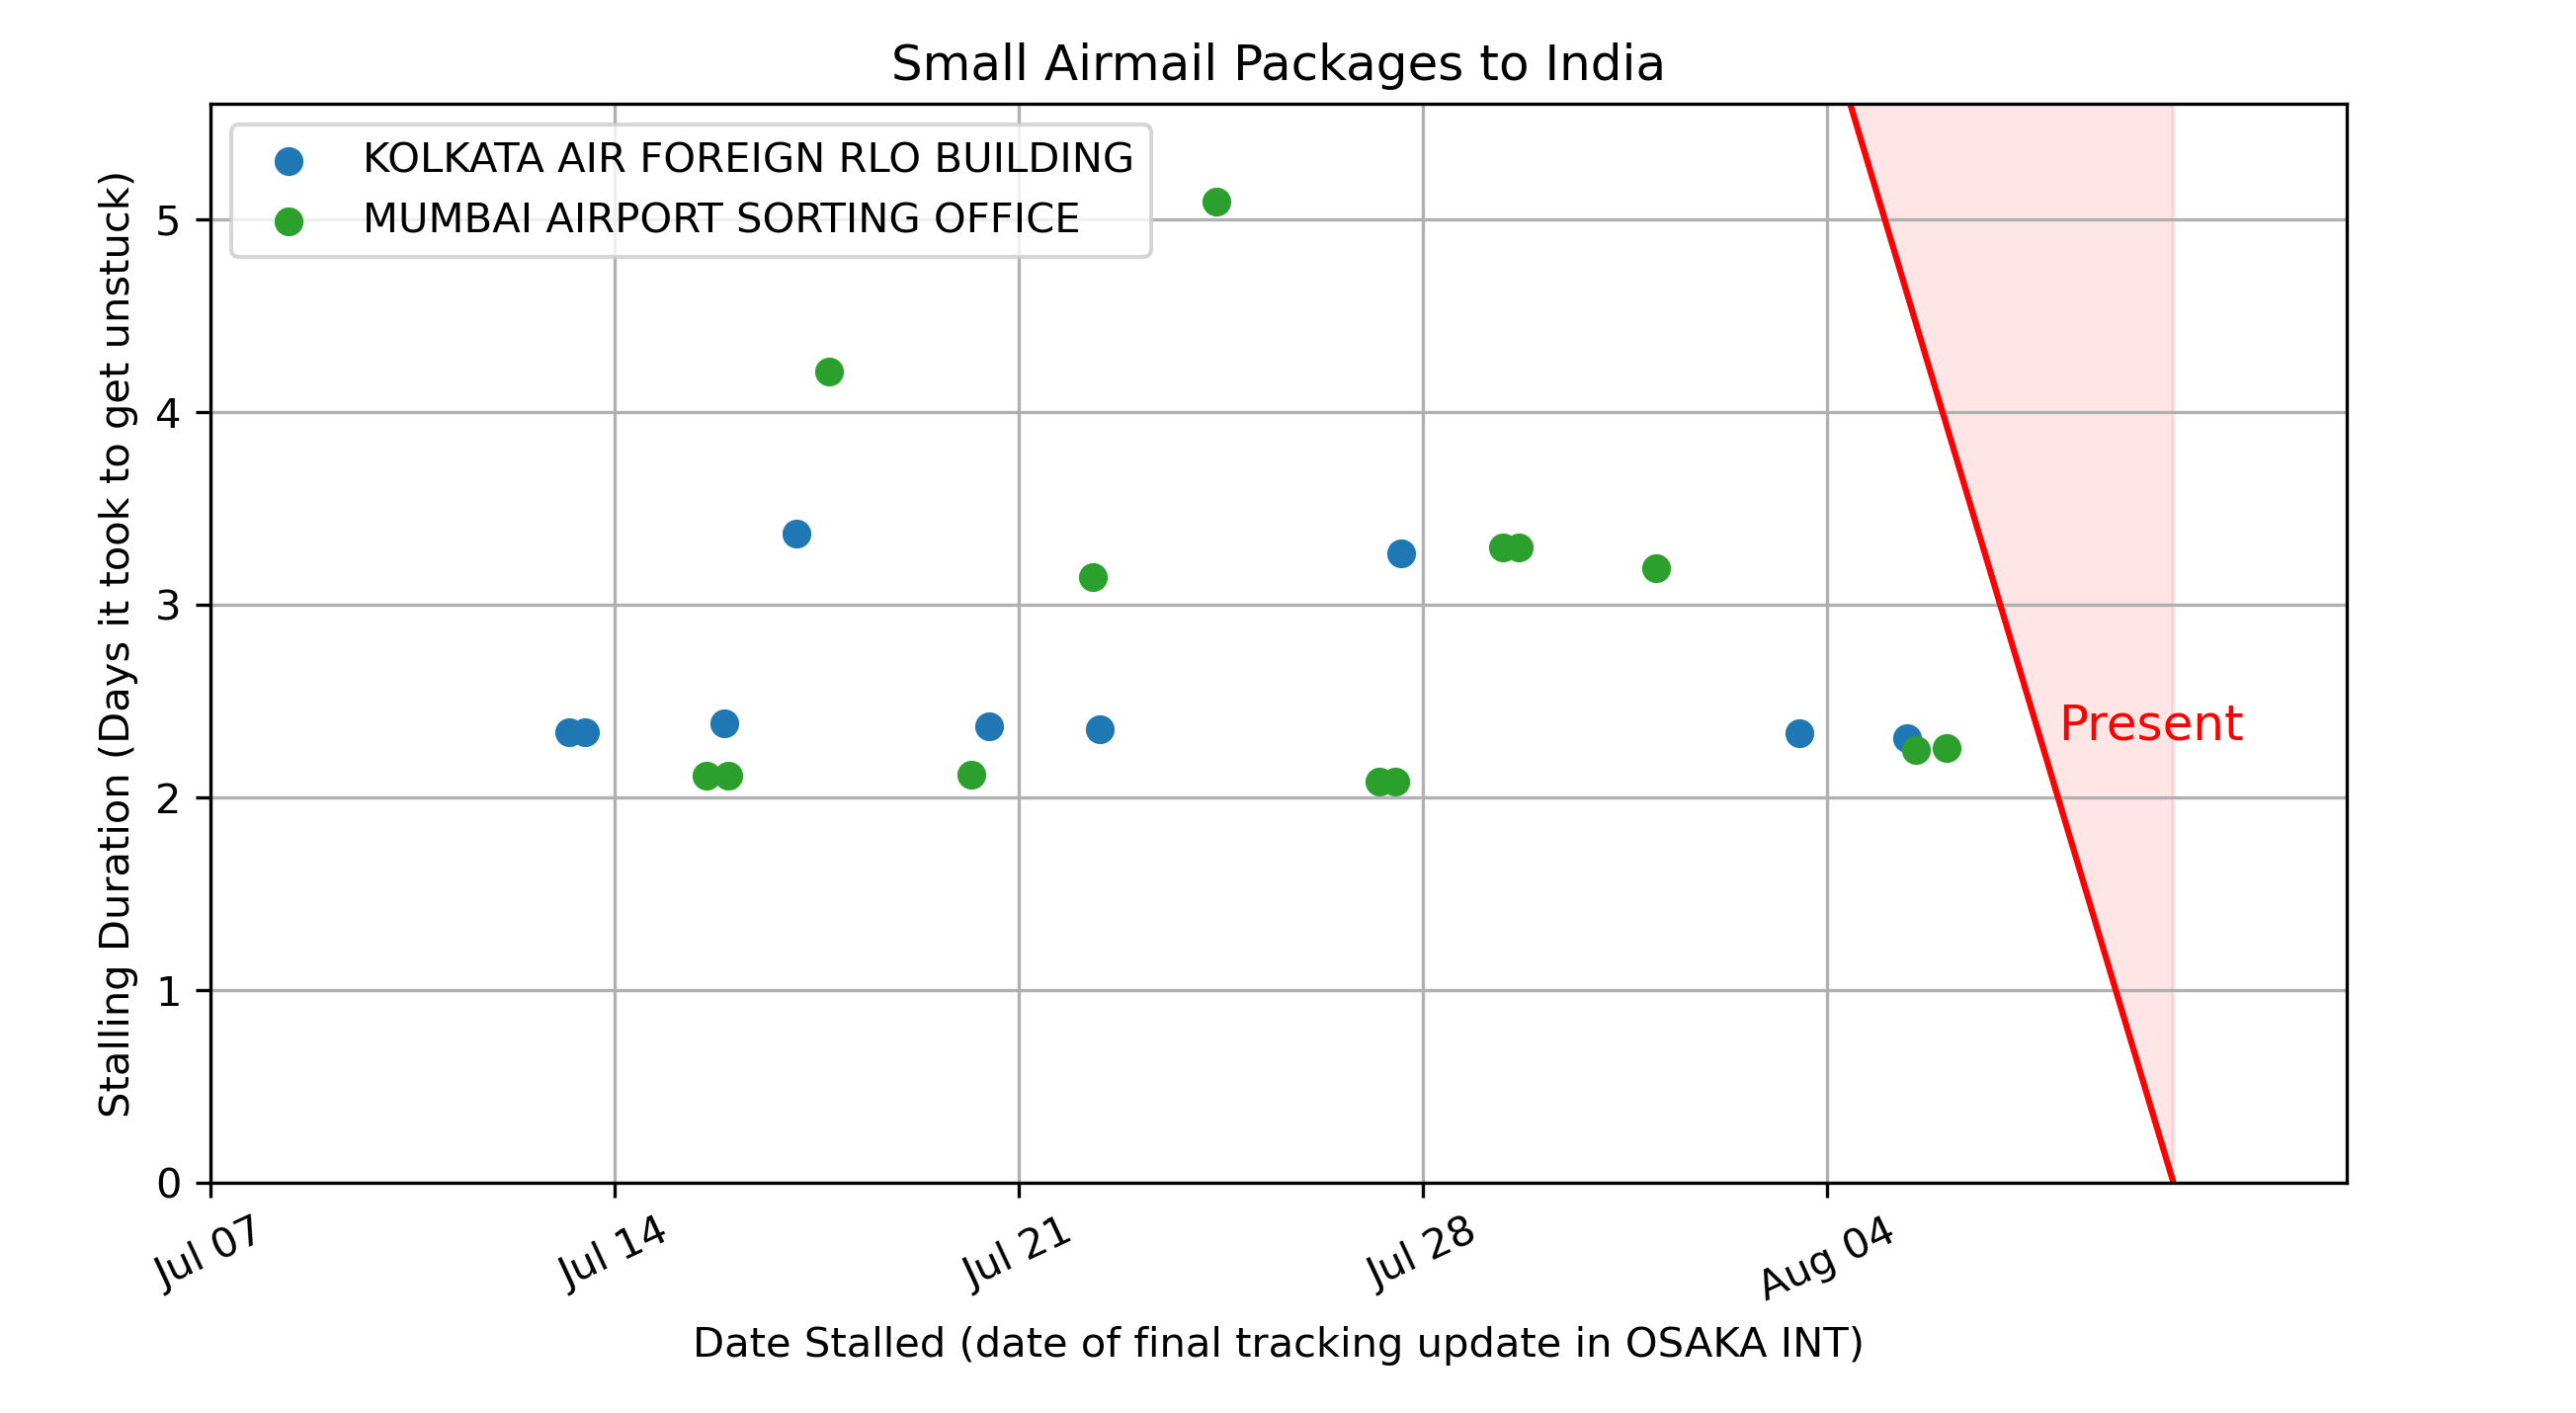 Small Airmail Packages to India
KOLKATA AIR FOREIGN RLO BUILDING
MUMBAI AIRPORT SORTING OFFICE
Stalling Duration (Days it took to get unstuck)
5
4
3
2
1
0
Present
Jul 07
Jul 14
Jul 21
Jul 28
Aug 04
Date Stalled (date of final tracking update in OSAKA INT)